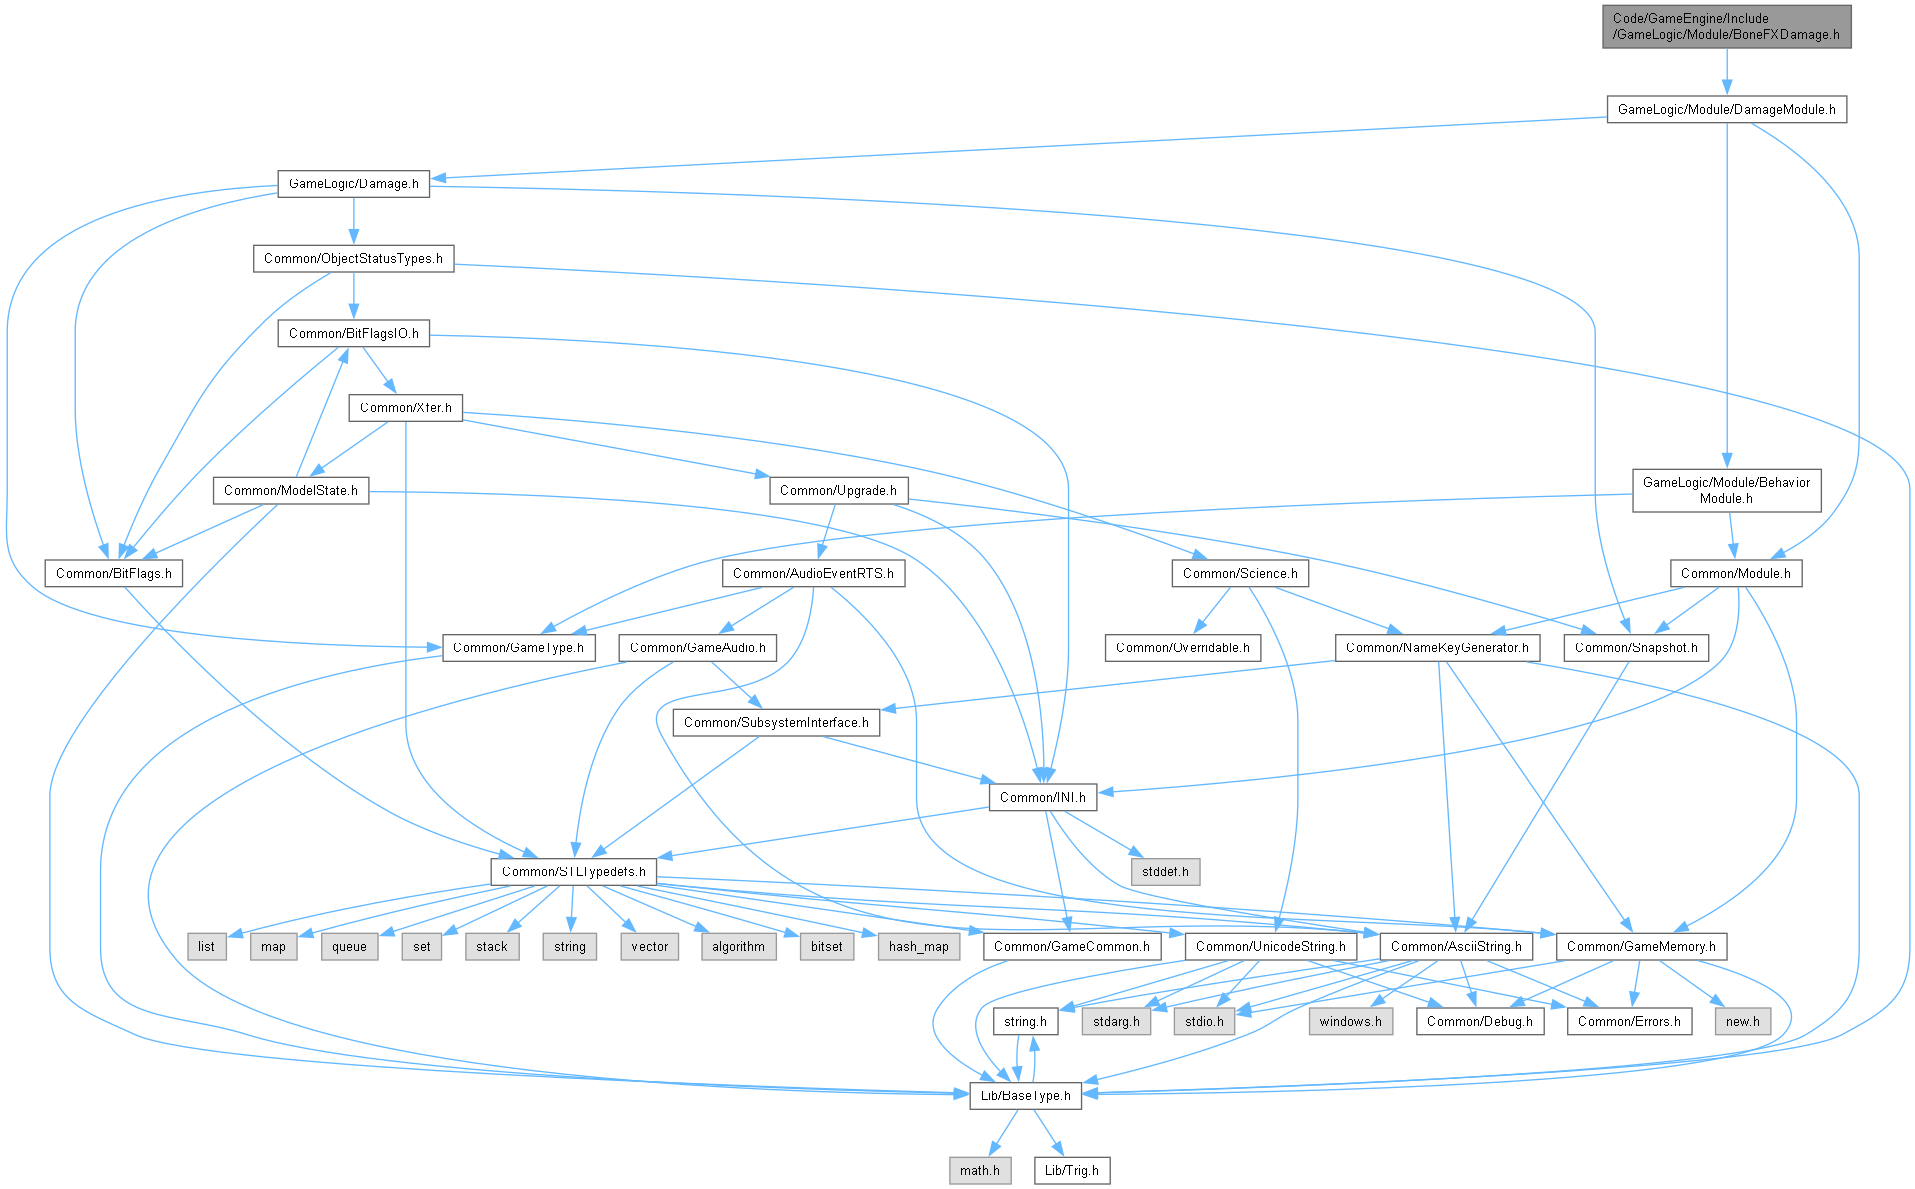 Code/GameEngine/Include
/GameLogic/Module/BoneFXDamage.h
GameLogic/Module/DamageModule.h
GameLogic/Damage.h
Common/ObjectStatusTypes.h
Common/BitFlagsIO.h
Common/Xfer.h
Common/ModelState.h
Common/Upgrade.h
GameLogic/Module/Behavior
Module.h
Common/BitFlags.h
Common/AudioEventRTS.h
Common/Science.h
Common/Module.h
Common/GameType.h
Common/GameAudio.h
Common/Overridable.h
Common/NameKeyGenerator.h
Common/Snapshot.h
Common/SubsystemInterface.h
Common/INI.h
Common/STLTypedefs.h
stddef.h
list
map
queue
set
stack
string
vector
algorithm
bitset
hash_map
Common/GameCommon.h
Common/UnicodeString.h
Common/AsciiString.h
Common/GameMemory.h
string.h
stdarg.h
stdio.h
windows.h
Common/Debug.h
Common/Errors.h
new.h
Lib/BaseType.h
math.h
Lib/Trig.h